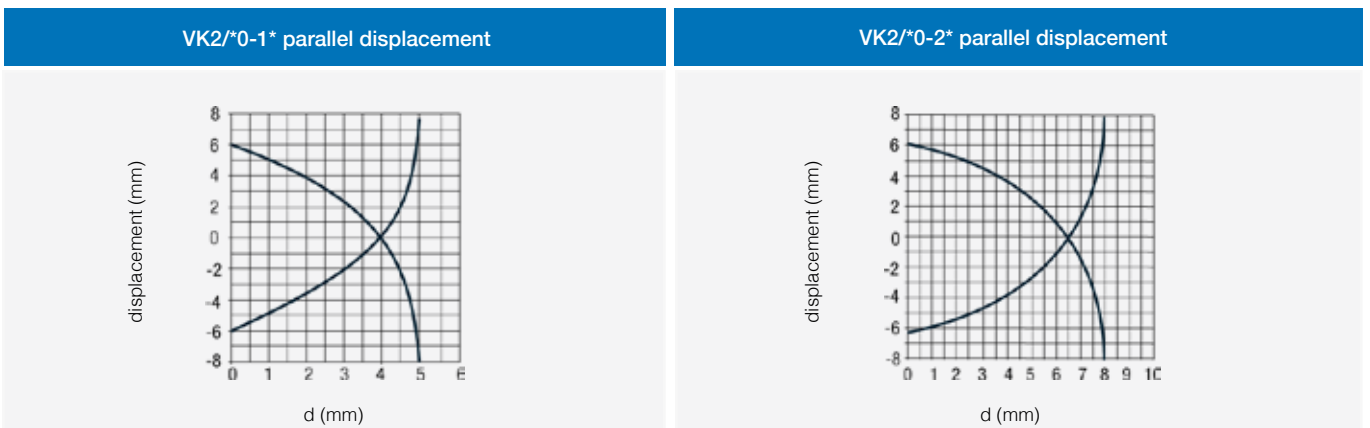 VK2/*0-1* parallel displacement
VK2/*0-2* parallel displacement
displacement (mm)
8
6
4
2
0
-2
-4
-6
-8
0 1 2 3 4 5 6
d (mm)
displacement (mm)
8
6
4
2
0
-2
-4
-6
-8
0 1 2 3 4 5 6 7 8 9 10
d (mm)